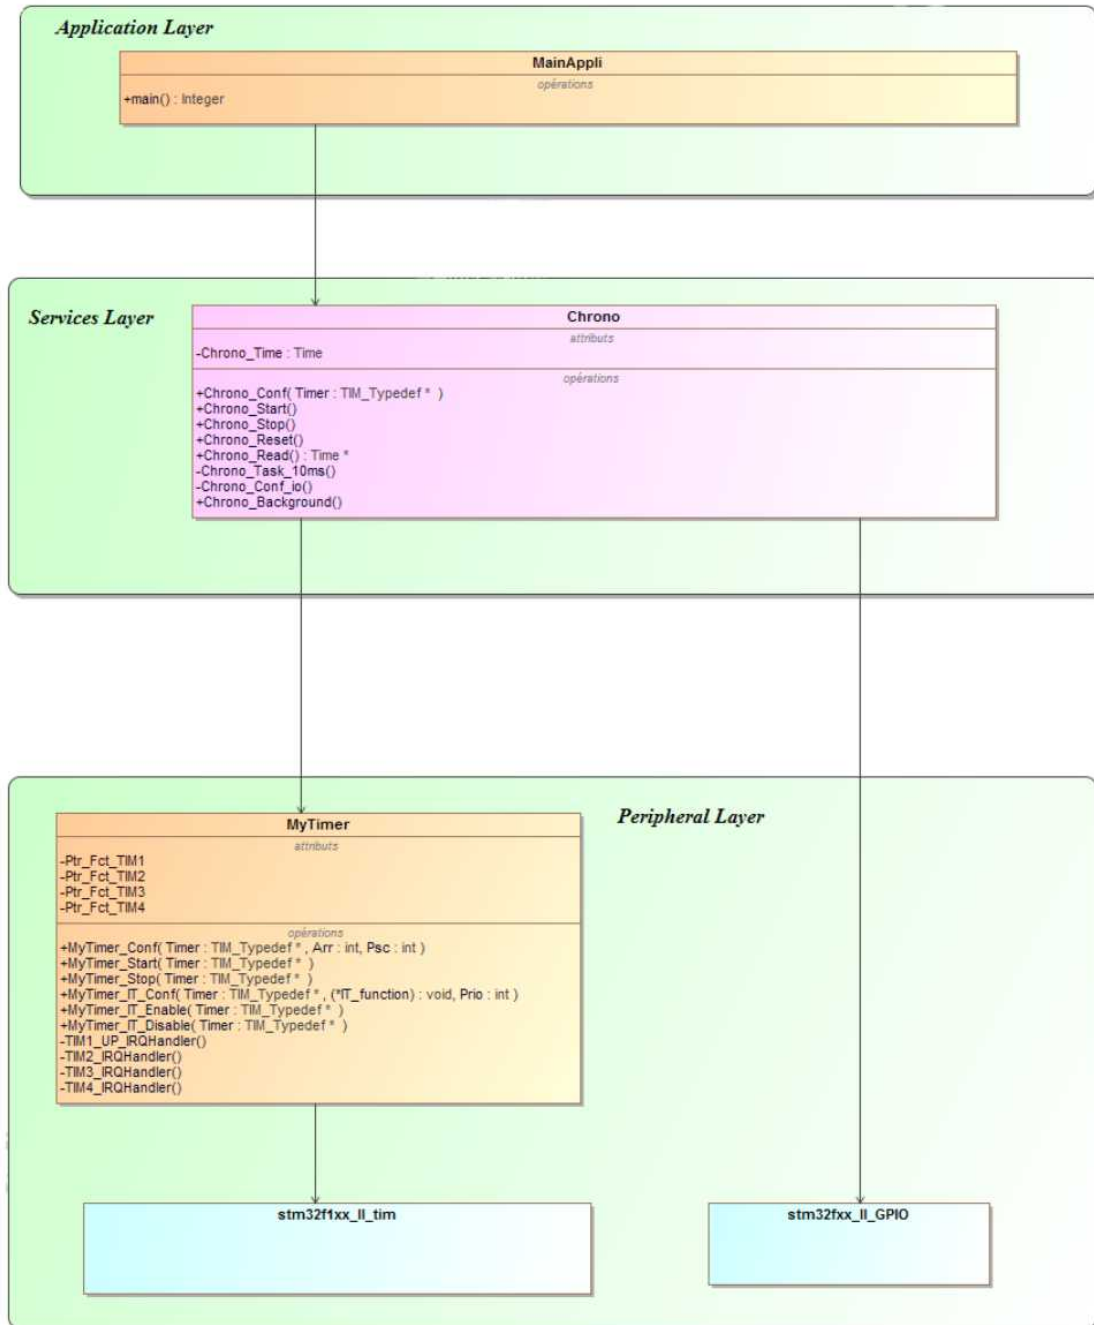 Application Layer
MainAppli
opérations
+main() : Integer
Services Layer
Chrono
attributs
-Chrono_Time : Time
opérations
+Chrono_Conf( Timer : TIM_Typedef * )
+Chrono_Start()
+Chrono_Stop()
+Chrono_Reset()
+Chrono_Read() : Time *
-Chrono_Task_10ms()
-Chrono_Conf_io()
+Chrono_Background()
Peripheral Layer
MyTimer
attributs
-Ptr_Fct_TIM1
-Ptr_Fct_TIM2
-Ptr_Fct_TIM3
-Ptr_Fct_TIM4
opérations
+MyTimer_Conf( Timer : TIM_Typedef * , Arr : int, Psc : int )
+MyTimer_Start( Timer : TIM_Typedef * )
+MyTimer_Stop( Timer : TIM_Typedef * )
+MyTimer_IT_Conf( Timer : TIM_Typedef * , (*IT_function) : void, Prio : int )
+MyTimer_IT_Enable( Timer : TIM_Typedef * )
+MyTimer_IT_Disable( Timer : TIM_Typedef * )
-TIM1_UP_IRQHandler()
-TIM2_IRQHandler()
-TIM3_IRQHandler()
-TIM4_IRQHandler()
stm32f1xx_ll_tim
stm32fxx_ll_GPIO